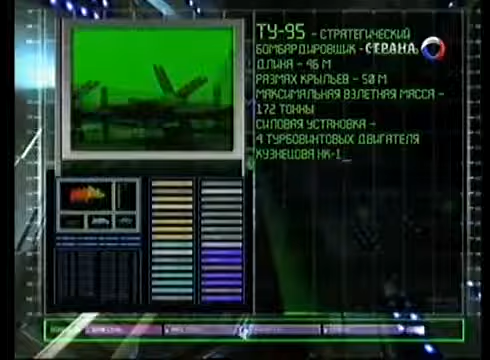 ТУ-95 - СТРАТЕГИЧЕСКИЙ
БОМБАРДИРОВЩИК -
СТРАНА
ДЛИНА - 46 М
РАЗМАХ КРЫЛЬЕВ - 50 М
МАКСИМАЛЬНАЯ ВЗЛЕТНАЯ МАССА -
172 ТОННЫ
СИЛОВАЯ УСТАНОВКА -
4 ТУРБОВИНТОВЫХ ДВИГАТЕЛЯ
КУЗНЕЦОВА НК-1_